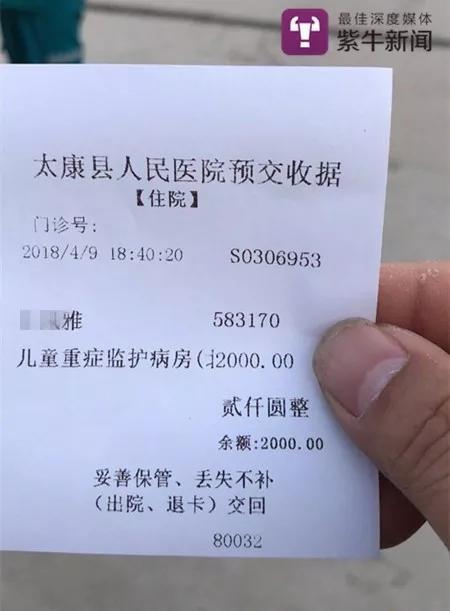 最佳深度媒体
紫牛新闻
太康县人民医院预交收据
【住院】
门诊号:
2018/4/9 18:40:20 S0306953
雅 583170
儿童重症监护病房(2000.00
贰仟圆整
余额:2000.00
妥善保管、丢失不补
(出院、退卡)交回
80032